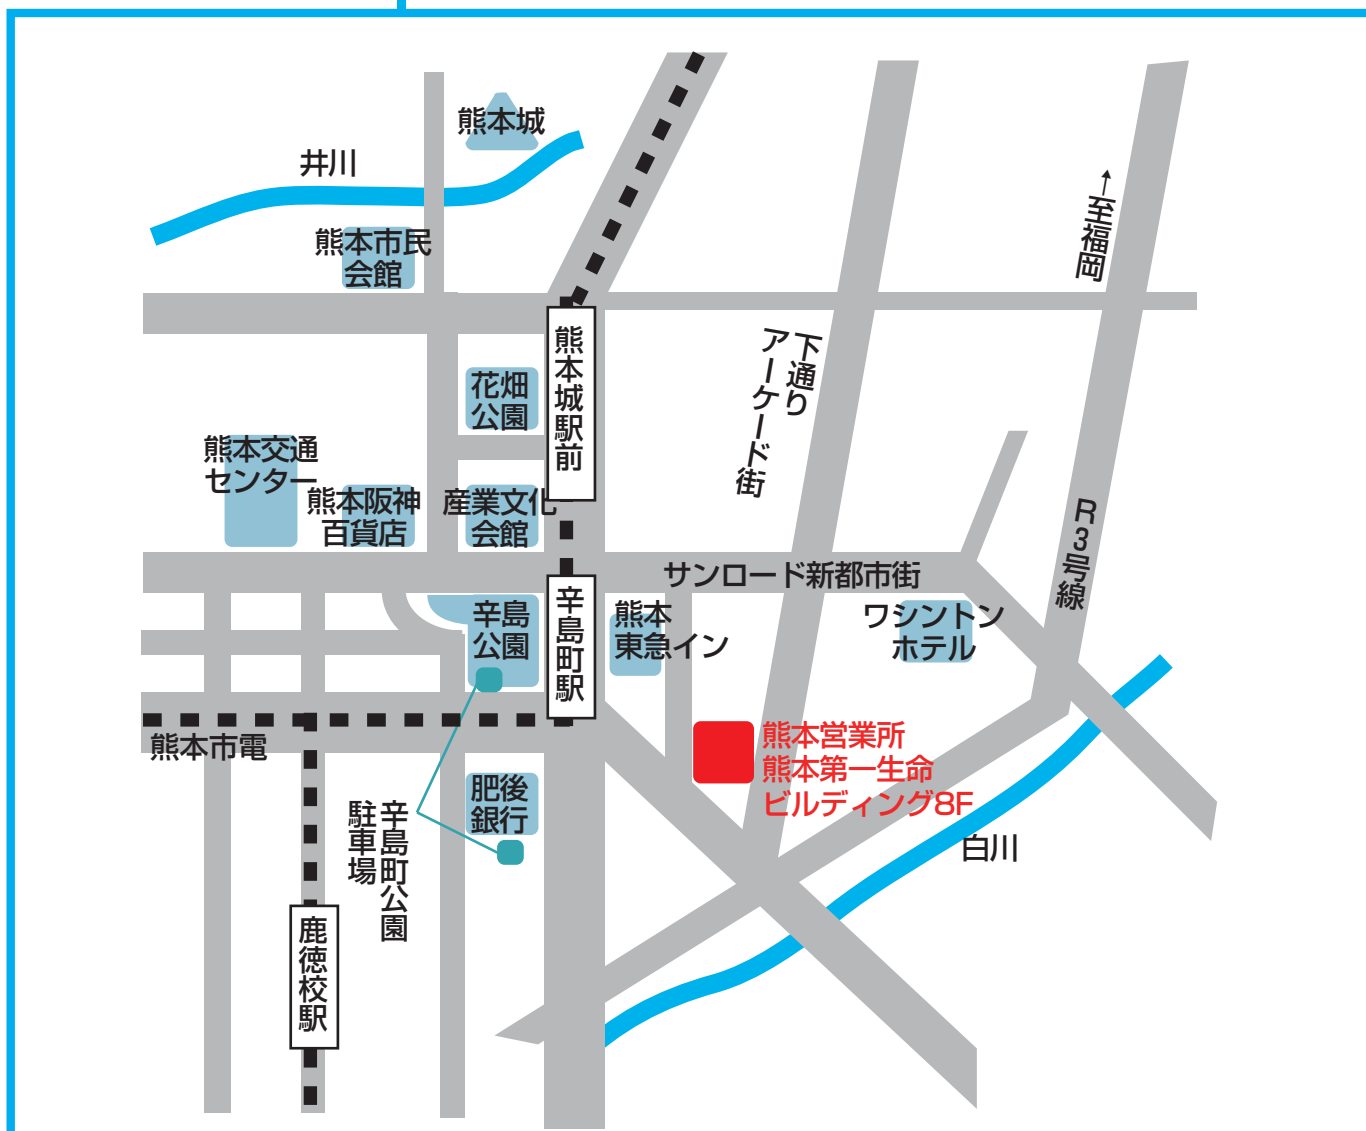 熊本城
井川
熊本市民
会館
→至福岡
熊本城駅前
下通り
アーケード街
花畑
公園
熊本交通
センター
熊本阪神
百貨店
産業文化
会館
R3号線
サンロード新都市街
辛島
公園
辛島町駅
熊本
東急イン
ワシントン
ホテル
熊本市電
熊本営業所
熊本第一生命
ビルディング8F
肥後
銀行
辛島町公園
駐車場
白川
鹿徳校駅